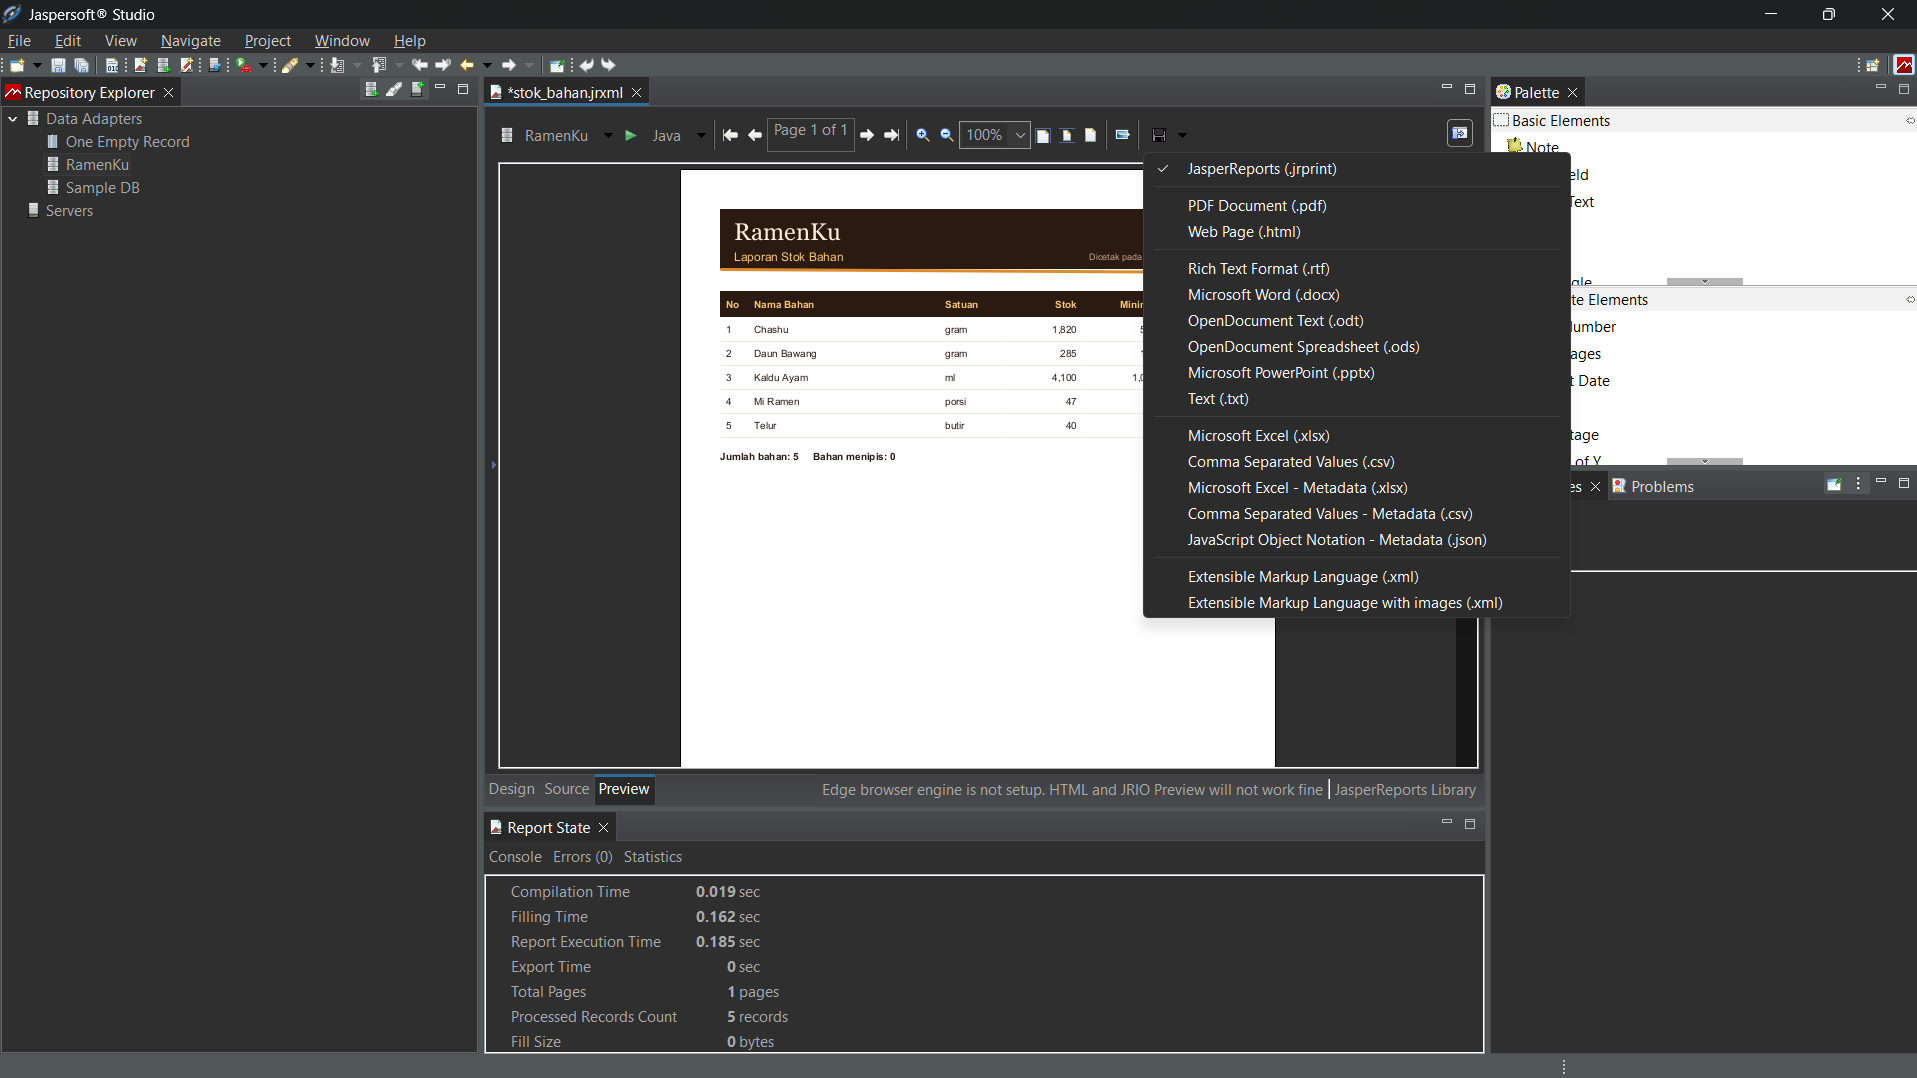 Jaspersoft® Studio
File Edit View Navigate Project Window Help
Repository Explorer
Data Adapters
One Empty Record
RamenKu
Sample DB
Servers
*stok_bahan.jrxml
RamenKu Java Page 1 of 1 100%
RamenKu
Laporan Stok Bahan
Dicetak pada
No Nama Bahan Satuan Stok
1 Chashu gram 1,820
2 Daun Bawang gram 285
3 Kaldu Ayam ml 4,100
4 Mi Ramen porsi 47
5 Telur butir 40
Jumlah bahan: 5 Bahan menipis: 0
JasperReports (.jrprint)
PDF Document (.pdf)
Web Page (.html)
Rich Text Format (.rtf)
Microsoft Word (.docx)
OpenDocument Text (.odt)
OpenDocument Spreadsheet (.ods)
Microsoft PowerPoint (.pptx)
Text (.txt)
Microsoft Excel (.xlsx)
Comma Separated Values (.csv)
Microsoft Excel - Metadata (.xlsx)
Comma Separated Values - Metadata (.csv)
JavaScript Object Notation - Metadata (.json)
Extensible Markup Language (.xml)
Extensible Markup Language with images (.xml)
Design Source Preview
Edge browser engine is not setup. HTML and JRIO Preview will not work fine JasperReports Library
Report State
Console Errors (0) Statistics
Compilation Time 0.019 sec
Filling Time 0.162 sec
Report Execution Time 0.185 sec
Export Time 0 sec
Total Pages 1 pages
Processed Records Count 5 records
Fill Size 0 bytes
Palette
Basic Elements
Note
Text
Elements
Date
of Y
Problems